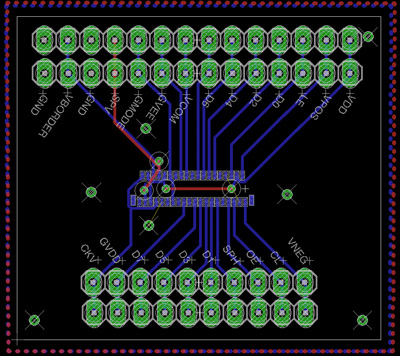 GND
VBORDER
GND
SPV
GMODE
GVEE
VCOM
D6
D4
D2
D0
LE
VPOS
VDD
CKV
GVDD
D7
D5
D3
D1
SPH
OE
CL
VNEG